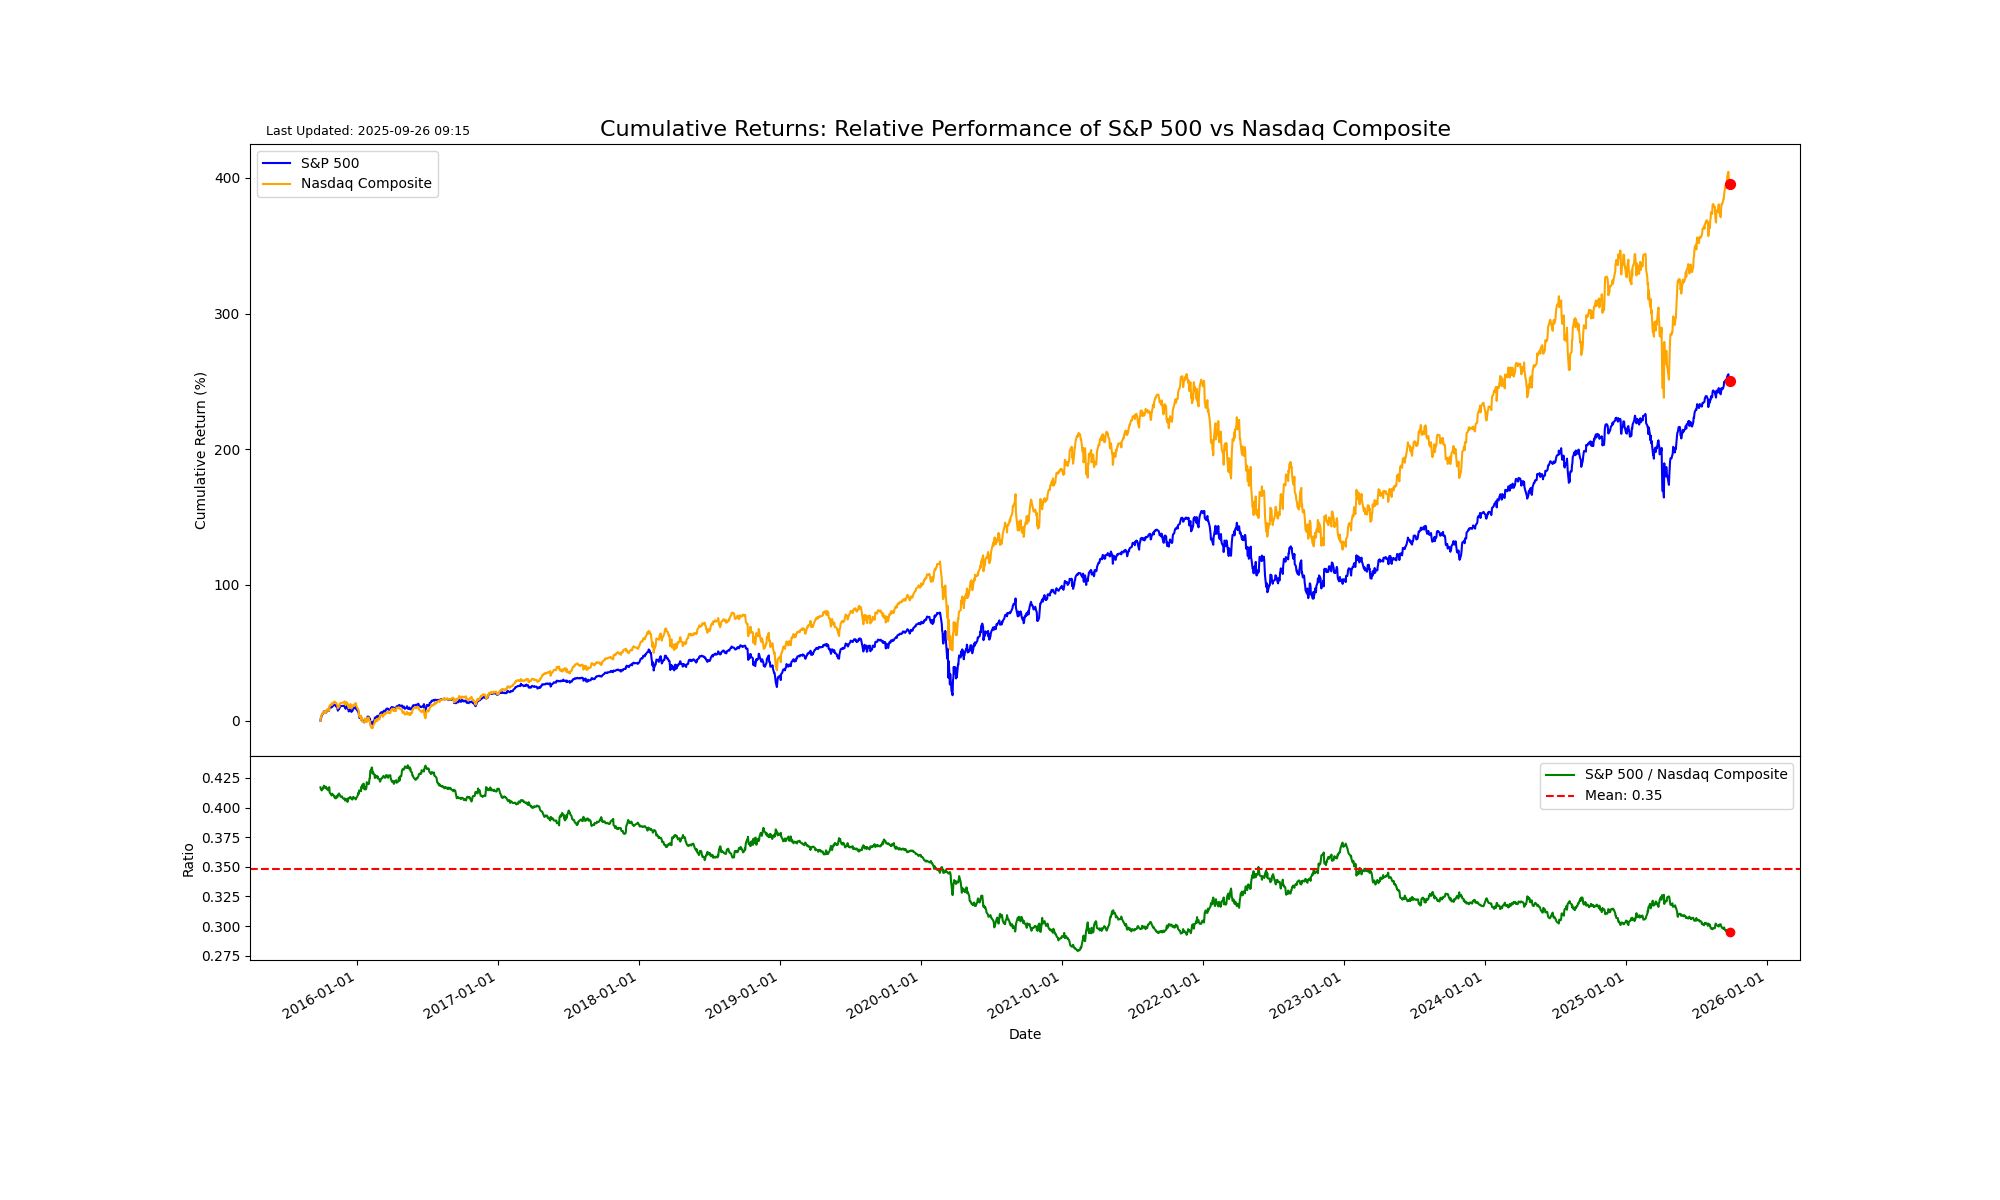 Last Updated: 2025-09-26 09:15
Cumulative Returns: Relative Performance of S&P 500 vs Nasdaq Composite
S&P 500
Nasdaq Composite
400
300
200
100
0
Cumulative Return (%)
S&P 500 / Nasdaq Composite
Mean: 0.35
0.425
0.400
0.375
0.350
0.325
0.300
0.275
Ratio
2016-01-01
2017-01-01
2018-01-01
2019-01-01
2020-01-01
2021-01-01
2022-01-01
2023-01-01
2024-01-01
2025-01-01
2026-01-01
Date